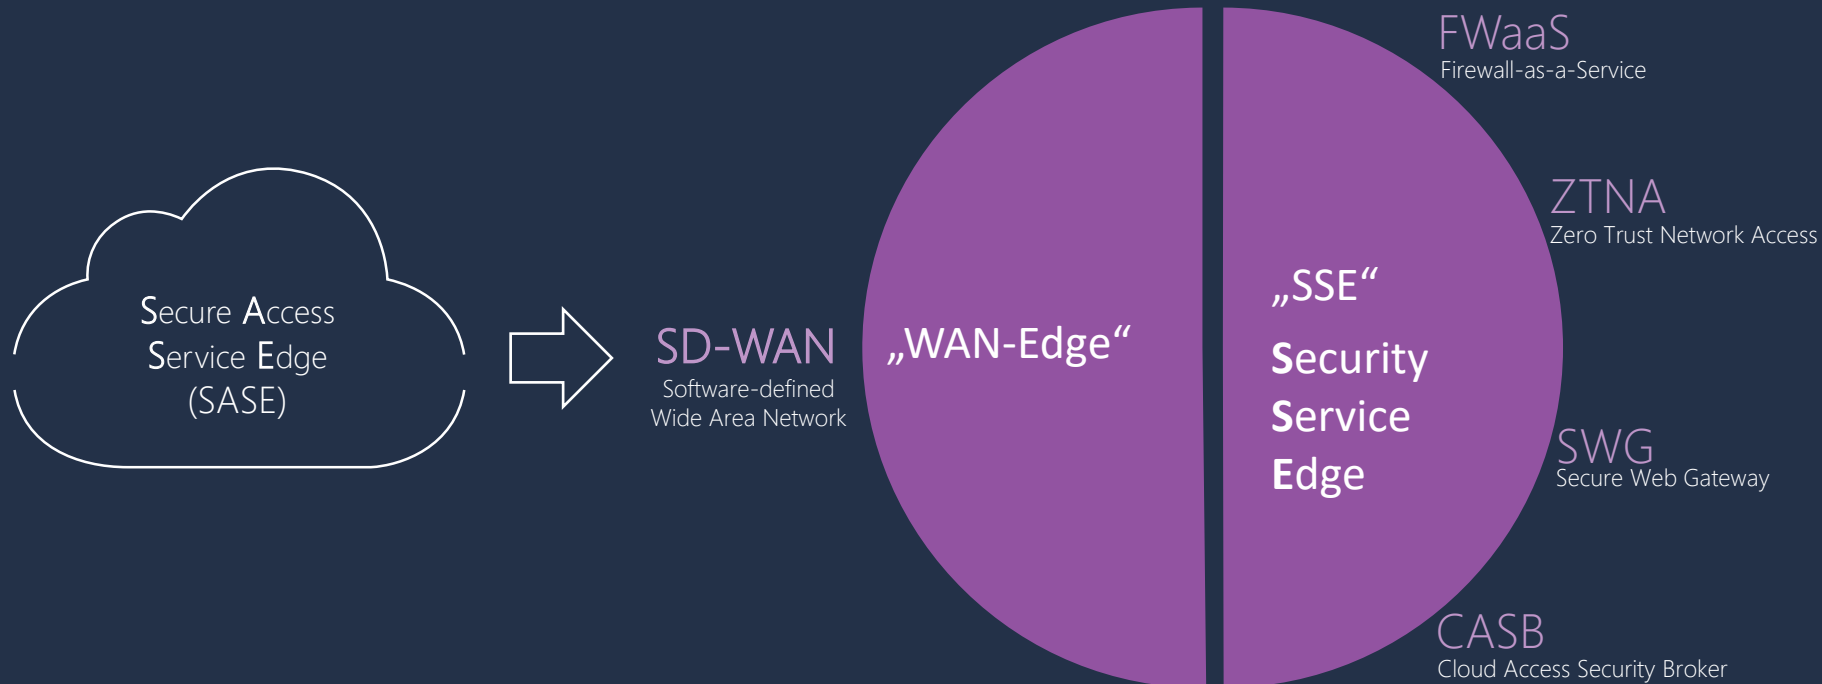 Secure Access
Service Edge
(SASE)
SD-WAN
Software-defined
Wide Area Network
„WAN-Edge“
„SSE“
Security
Service
Edge
FWaaS
Firewall-as-a-Service
ZTNA
Zero Trust Network Access
SWG
Secure Web Gateway
CASB
Cloud Access Security Broker